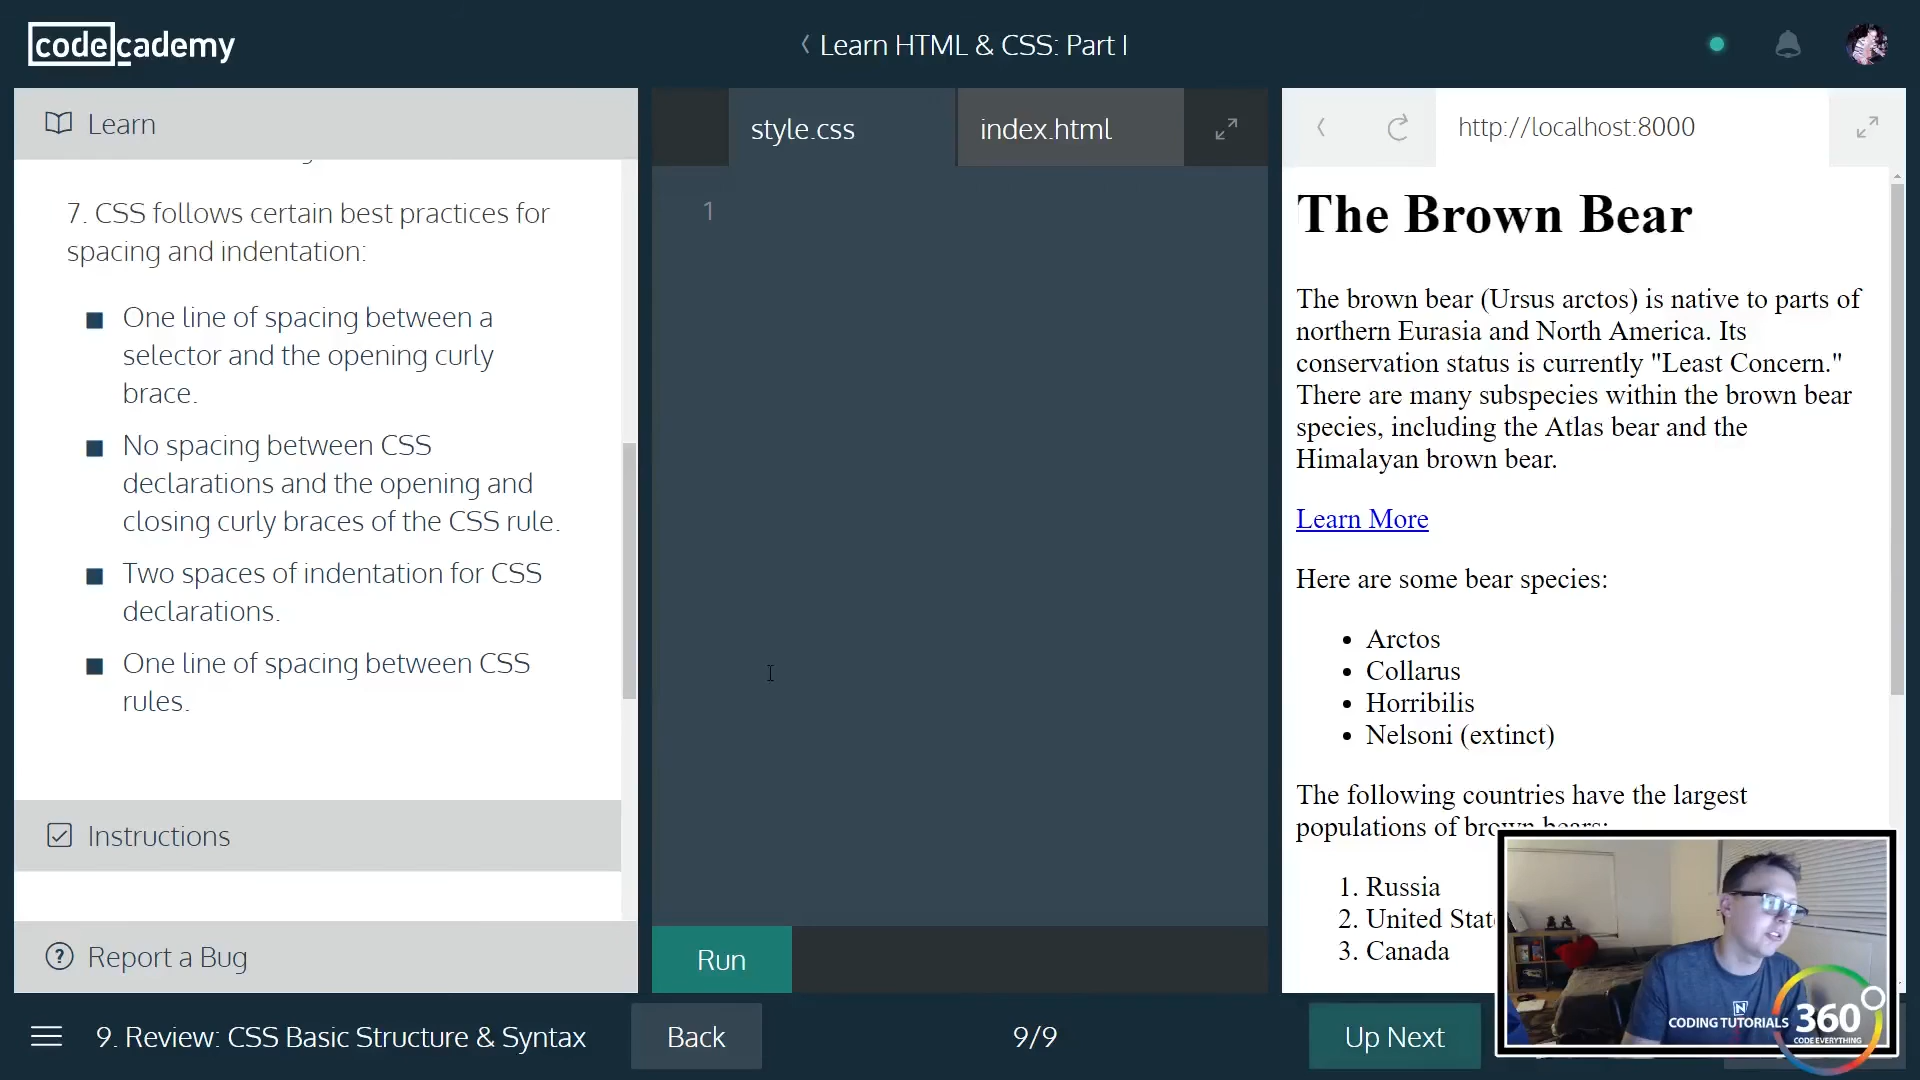 codecademy
Learn HTML & CSS: Part I
Learn
7. CSS follows certain best practices for
spacing and indentation:
One line of spacing between a
selector and the opening curly
brace.
No spacing between CSS
declarations and the opening and
closing curly braces of the CSS rule.
Two spaces of indentation for CSS
declarations.
One line of spacing between CSS
rules.
Instructions
Report a Bug
style.css
index.html
1
Run
http://localhost:8000
The Brown Bear
The brown bear (Ursus arctos) is native to parts of
northern Eurasia and North America. Its
conservation status is currently "Least Concern."
There are many subspecies within the brown bear
species, including the Atlas bear and the
Himalayan brown bear.
Learn More
Here are some bear species:
• Arctos
• Collarus
• Horribilis
• Nelsoni (extinct)
The following countries have the largest
populations of brown bears:
1. Russia
2. United Stat
3. Canada
CODING TUTORIALS 360°
CODE EVERYTHING
9. Review: CSS Basic Structure & Syntax
Back
9/9
Up Next